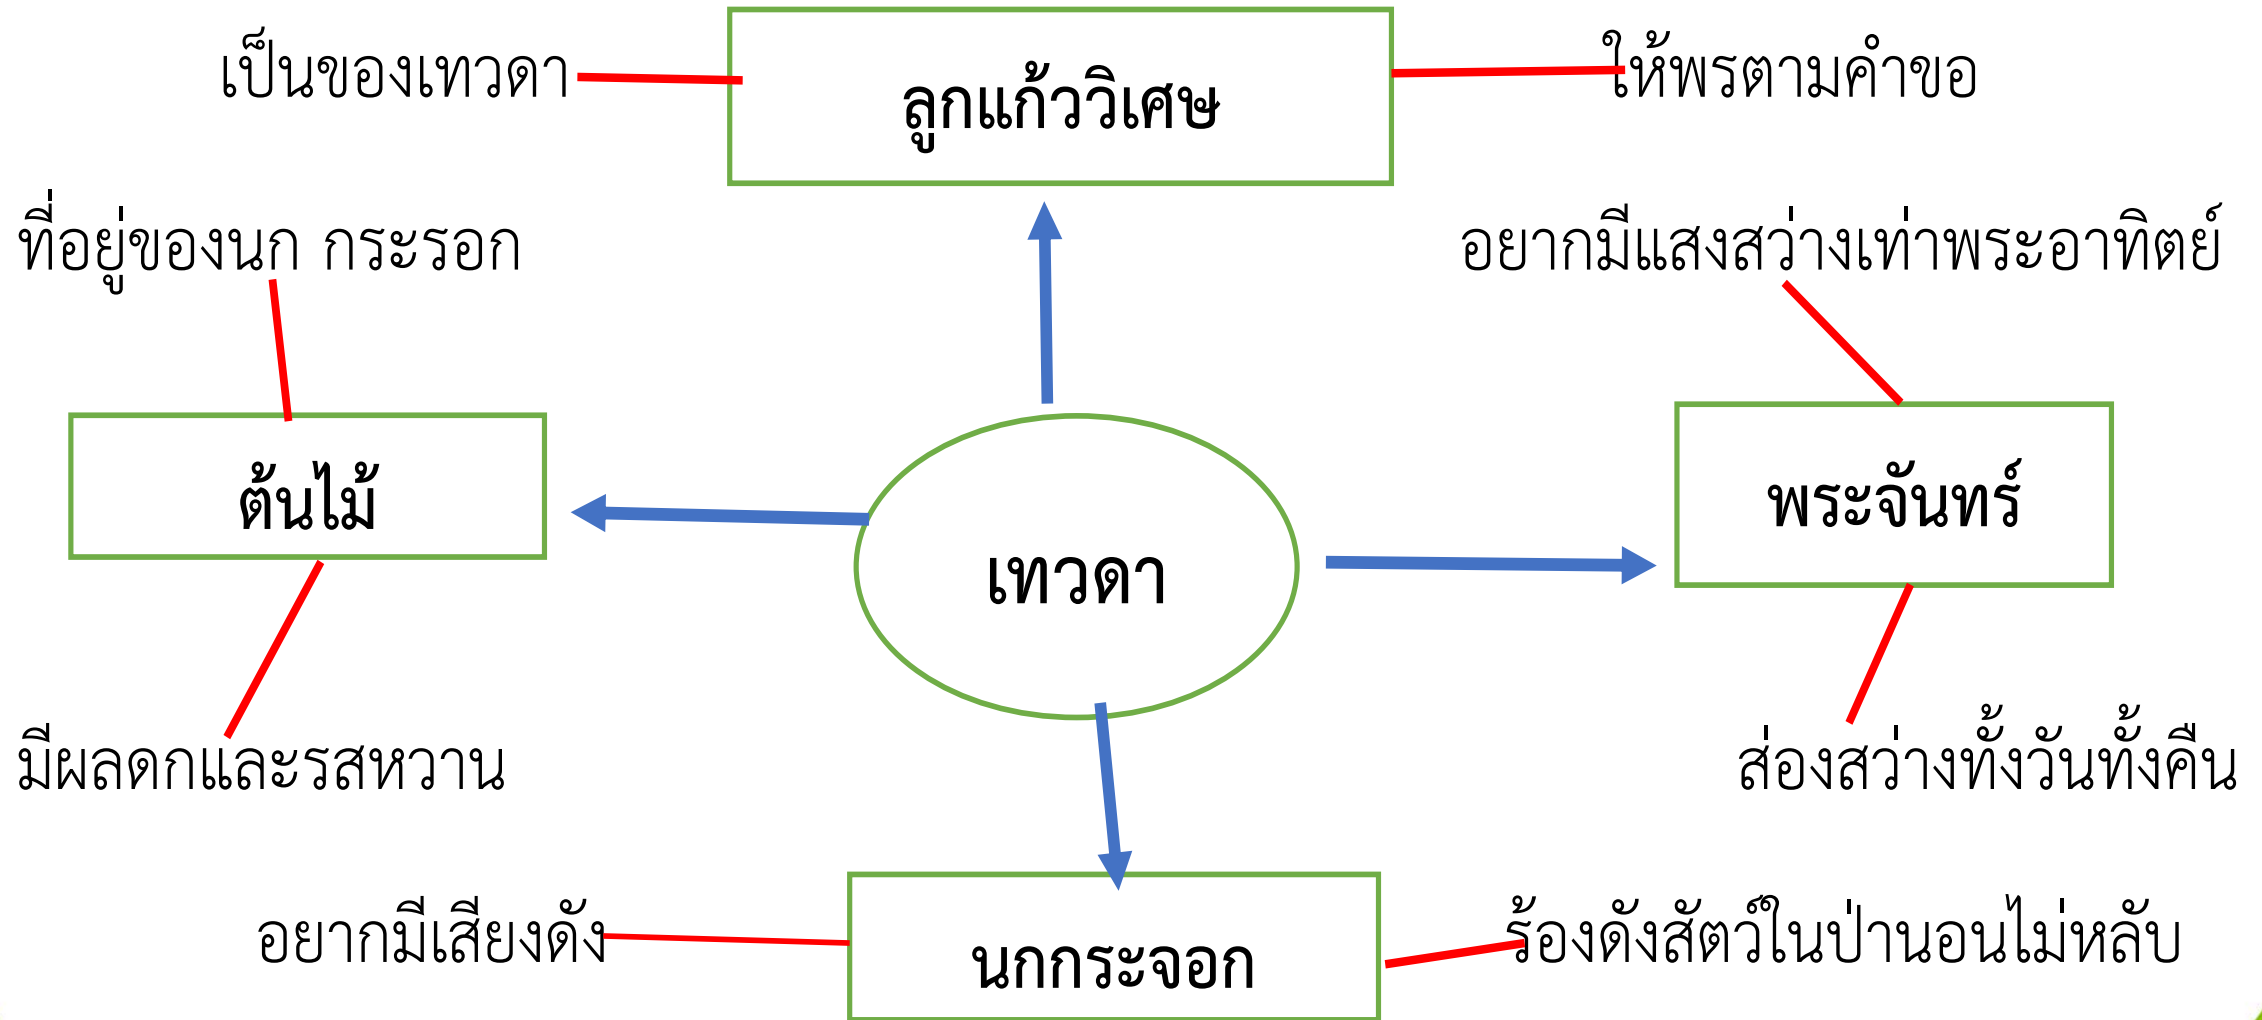 เป็นของเทวดา
ลูกแก้ววิเศษ
ให้พรตามคำขอ
ที่อยู่ของนก กระรอก
อยากมีแสงสว่างเท่าพระอาทิตย์
ต้นไม้
พระจันทร์
เทวดา
มีผลดกและรสหวาน
ส่องสว่างทั้งวันทั้งคืน
อยากมีเสียงดัง
นกกระจอก
ร้องดังสัตว์ในป่านอนไม่หลับ